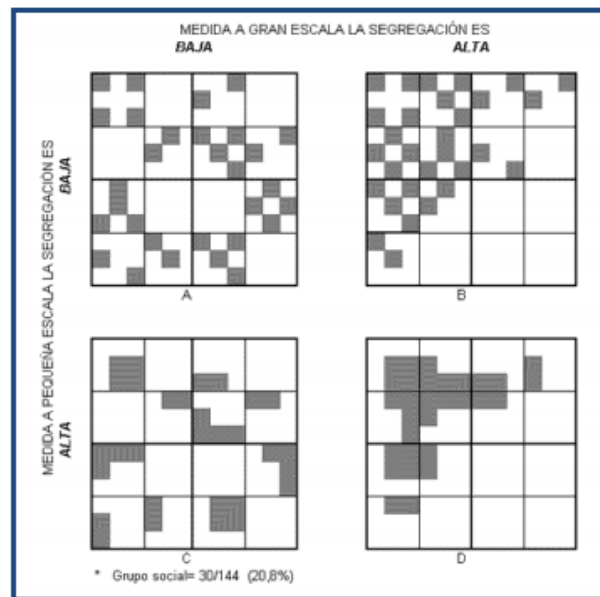 MEDIDA A GRAN ESCALA LA SEGREGACIÓN ES
BAJA
ALTA
MEDIDA A PEQUEÑA ESCALA LA SEGREGACIÓN ES
BAJA
ALTA
A
B
C
D
* Grupo social= 30/144 (20,8%)